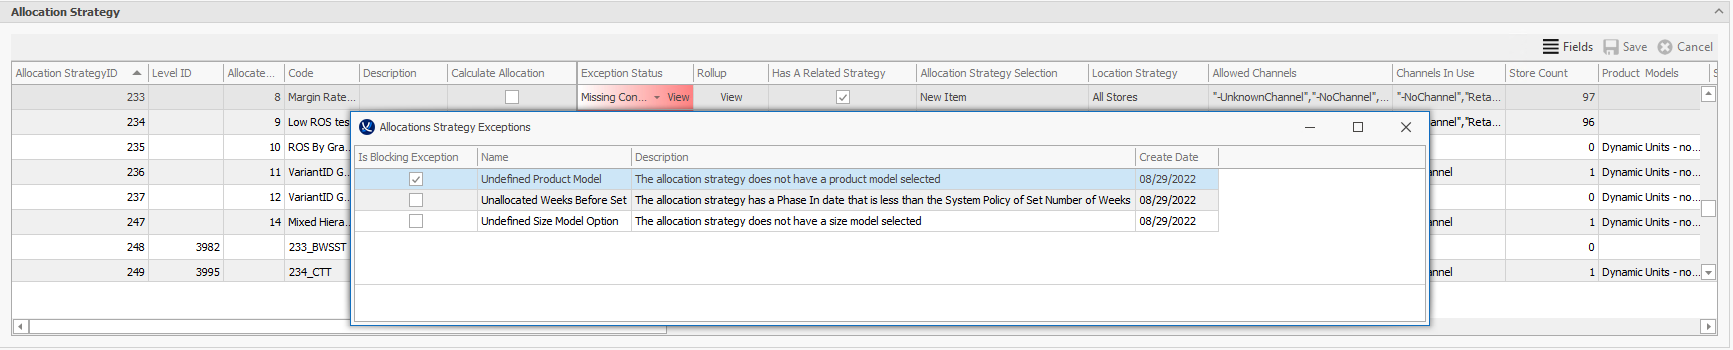 Allocation Strategy
Fields Save Cancel
Allocation StrategyID Level ID Allocate... Code Description Calculate Allocation Exception Status Rollup Has A Related Strategy Allocation Strategy Selection Location Strategy Allowed Channels Channels In Use Store Count Product Models S
233 8 Margin Rate... Missing Con... View View New Item All Stores "-UnknownChannel","-NoChannel",... "-NoChannel","Reta... 97
234 9 Low ROS tes annel","Reta... 96
235 10 ROS By Gra... 0 Dynamic Units - no...
236 11 VariantID G... annel 1 Dynamic Units - no...
237 12 VariantID G... 0 Dynamic Units - no...
247 14 Mixed Hiera... annel 1 Dynamic Units - no...
248 3982 233_BWSST 0
249 3995 234_CTT annel 1 Dynamic Units - no...
Allocations Strategy Exceptions
Is Blocking Exception Name Description Create Date
Undefined Product Model The allocation strategy does not have a product model selected 08/29/2022
Unallocated Weeks Before Set The allocation strategy has a Phase In date that is less than the System Policy of Set Number of Weeks 08/29/2022
Undefined Size Model Option The allocation strategy does not have a size model selected 08/29/2022